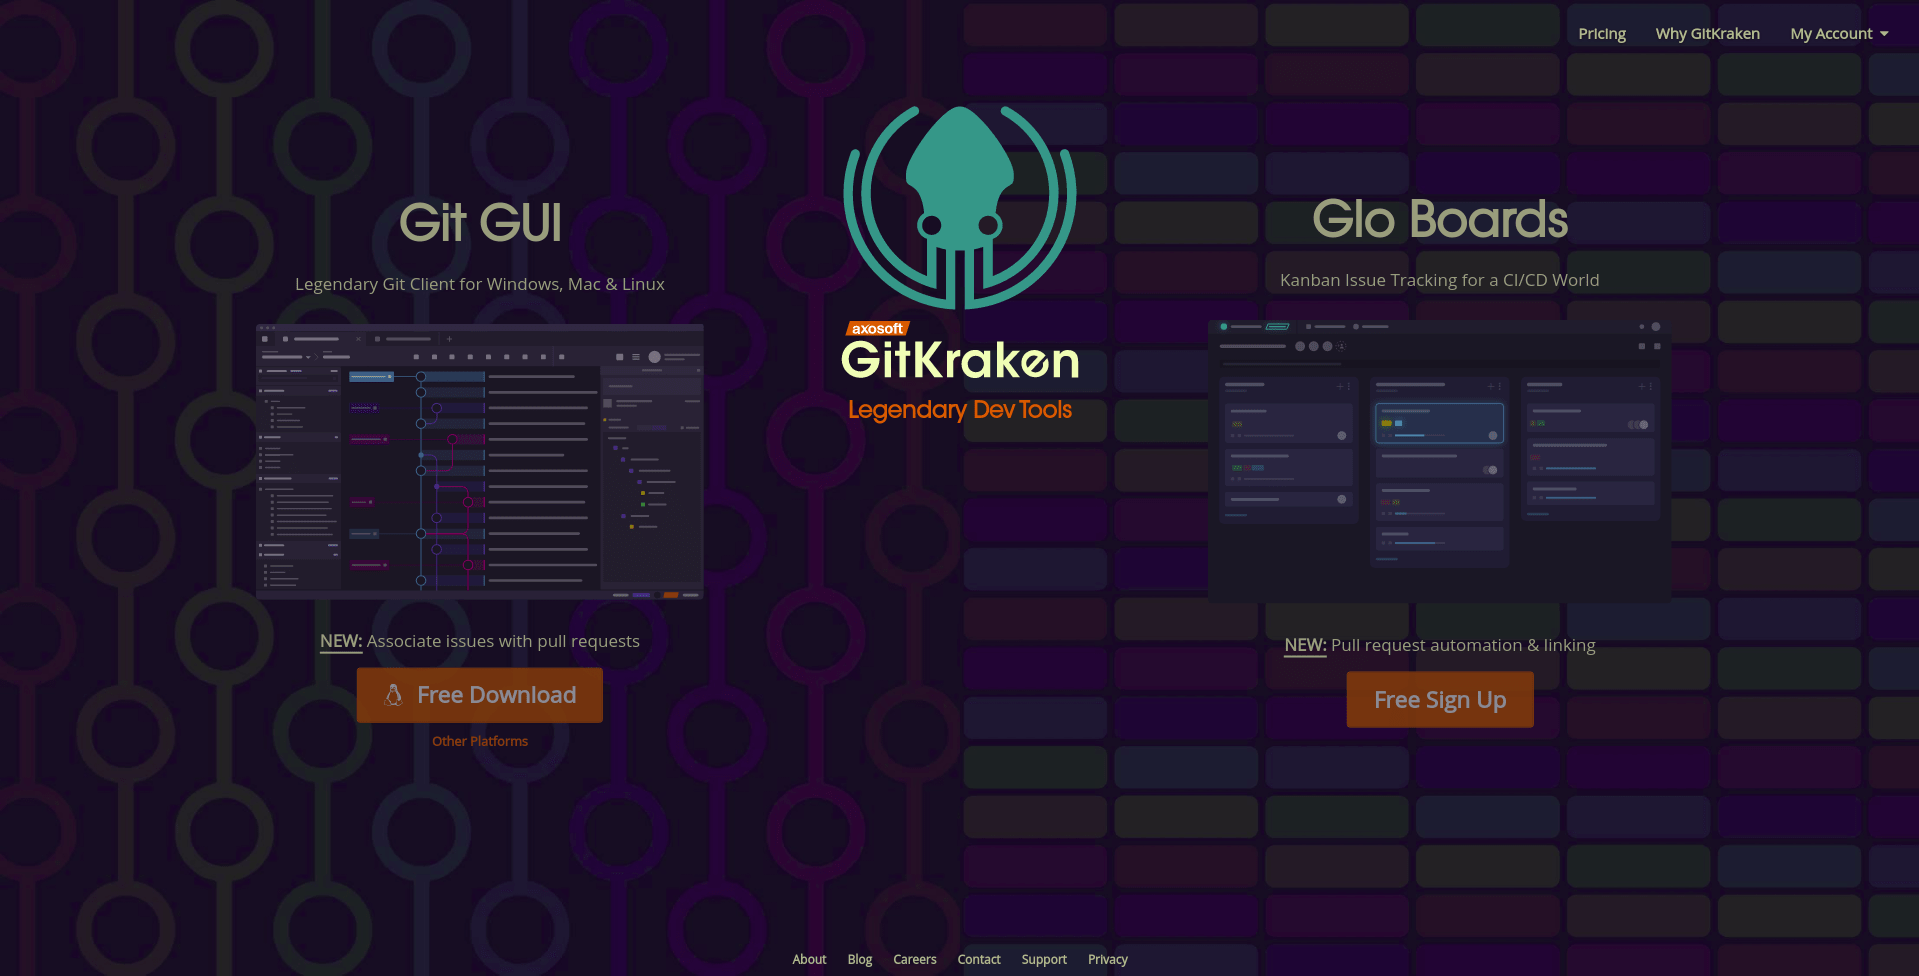 Pricing Why GitKraken My Account
Git GUI
Legendary Git Client for Windows, Mac & Linux
NEW: Associate issues with pull requests
Free Download
Other Platforms
axosoft
GitKraken
Legendary Dev Tools
Glo Boards
Kanban Issue Tracking for a CI/CD World
NEW: Pull request automation & linking
Free Sign Up
About Blog Careers Contact Support Privacy